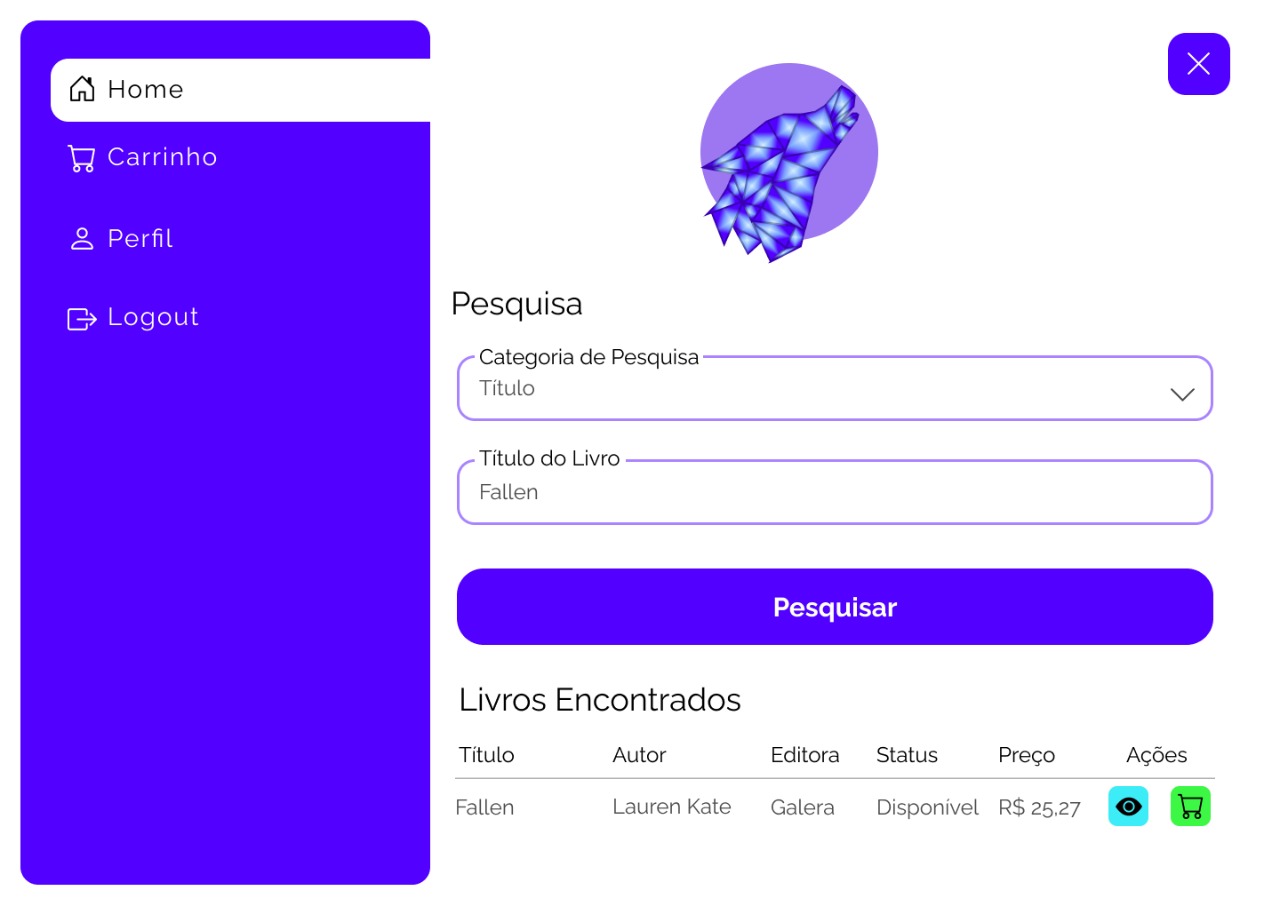 Home
Carrinho
Perfil
Logout
Pesquisa
Categoria de Pesquisa
Título
Título do Livro
Fallen
Pesquisar
Livros Encontrados
Título Autor Editora Status Preço Ações
Fallen Lauren Kate Galera Disponível R$ 25,27